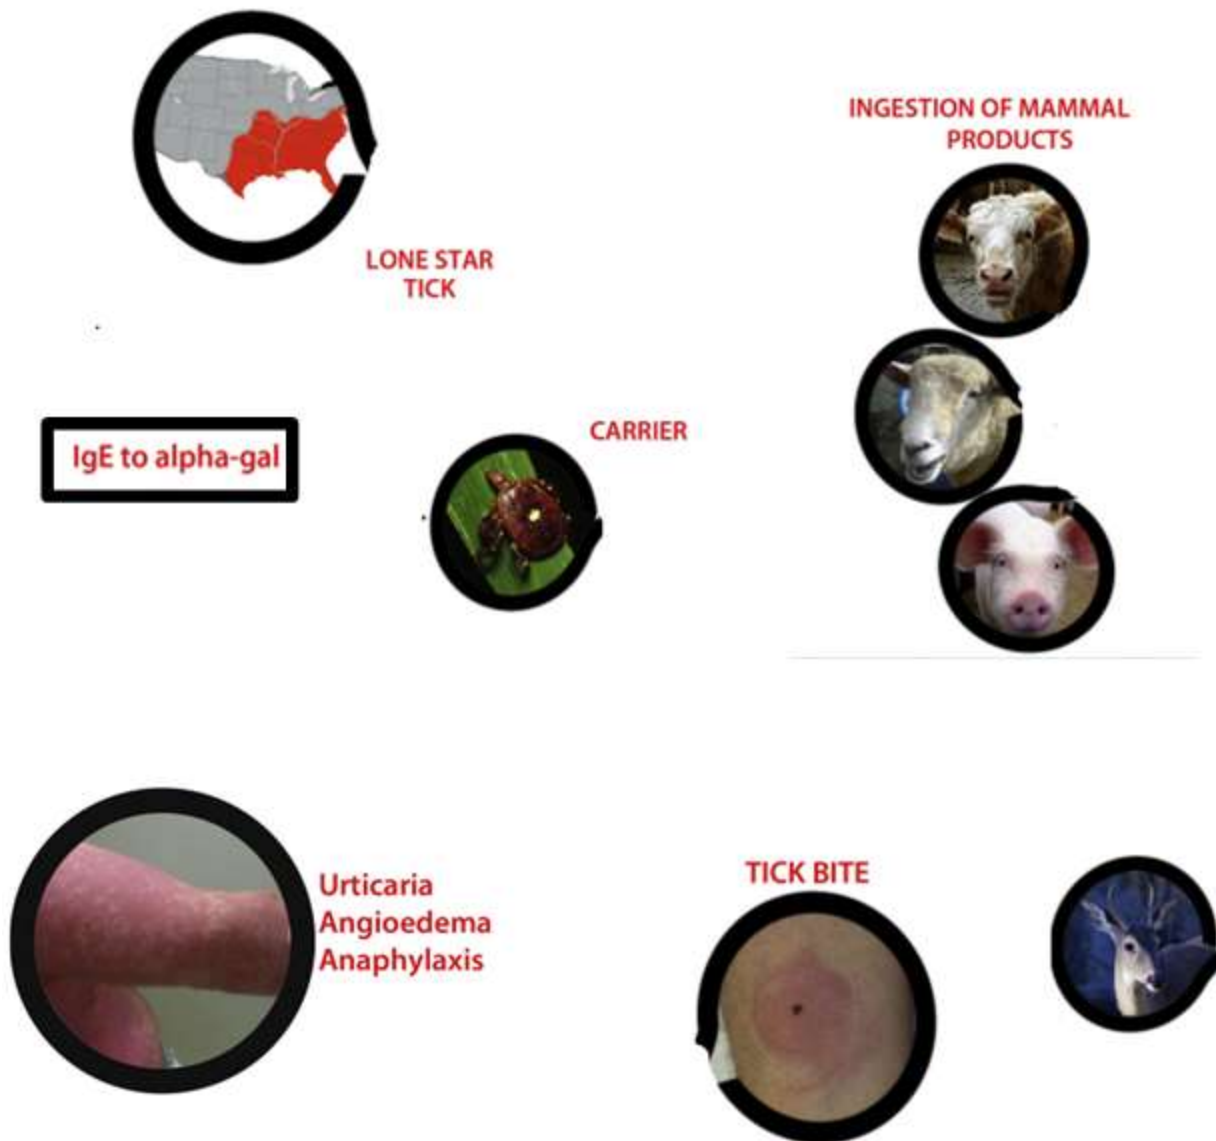 INGESTION OF MAMMAL
PRODUCTS
LONE STAR
TICK
CARRIER
IgE to alpha-gal
Urticaria
Angioedema
Anaphylaxis
TICK BITE